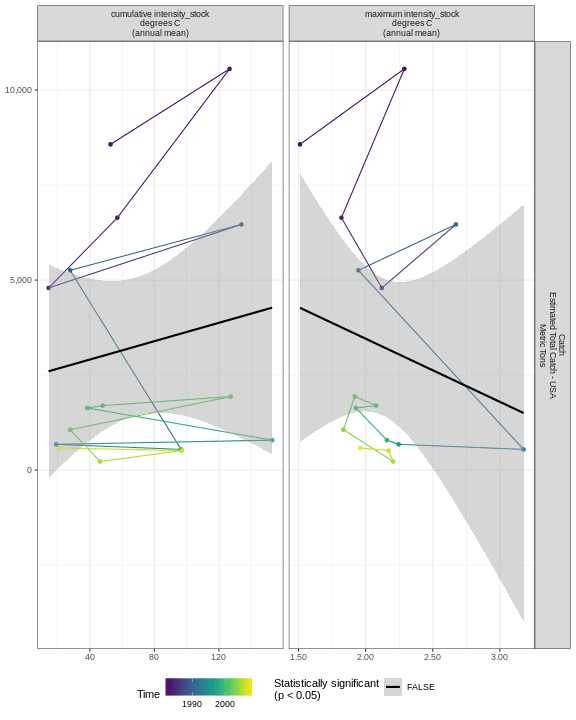 cumulative intensity_stock
degrees C
(annual mean)
maximum intensity_stock
degrees C
(annual mean)
10,000
5,000
0
Catch
Estimated Total Catch - USA
Metric Tons
40
80
120
1.50
2.00
2.50
3.00
Time
1990
2000
Statistically significant
(p < 0.05)
FALSE